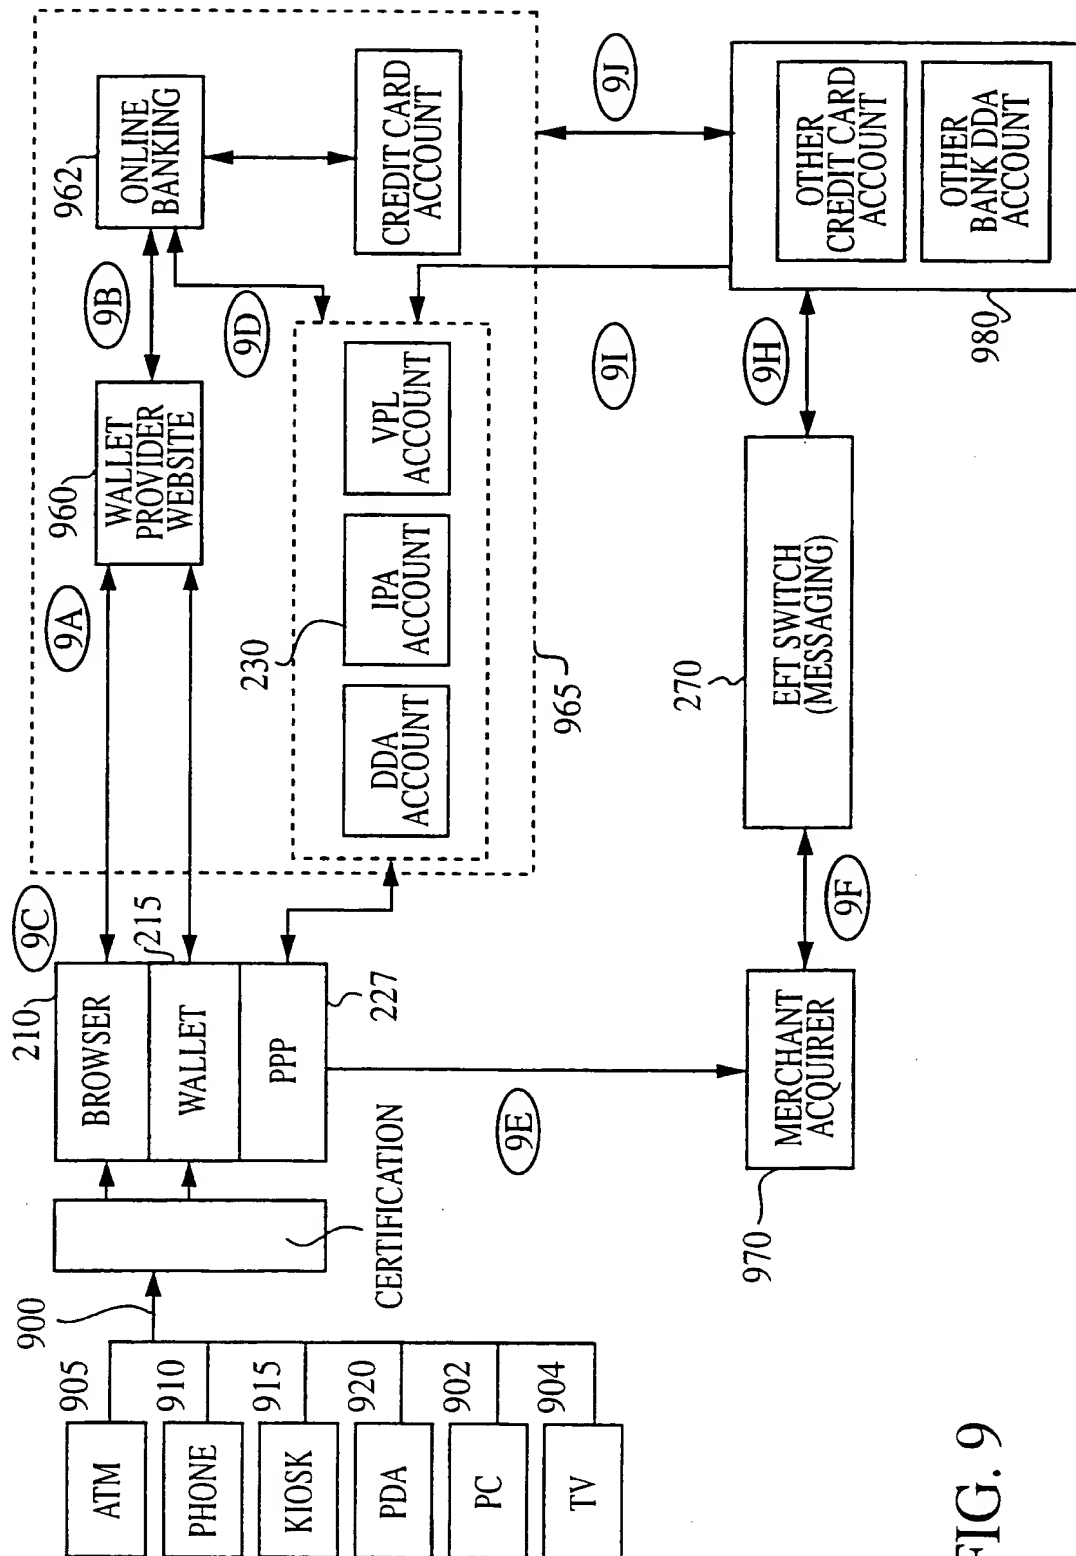 ATM
905
PHONE
910
KIOSK
915
PDA
920
PC
902
TV
904
900
CERTIFICATION
210
BROWSER
WALLET
PPP
215
227
9C
9A
9E
960
WALLET
PROVIDER
WEBSITE
9B
962
ONLINE
BANKING
9D
CREDIT CARD
ACCOUNT
230
DDA
ACCOUNT
IPA
ACCOUNT
VPL
ACCOUNT
965
9J
9I
970
MERCHANT
ACQUIRER
9F
270
EFT SWITCH
(MESSAGING)
9H
980
OTHER
CREDIT CARD
ACCOUNT
OTHER
BANK DDA
ACCOUNT
FIG. 9